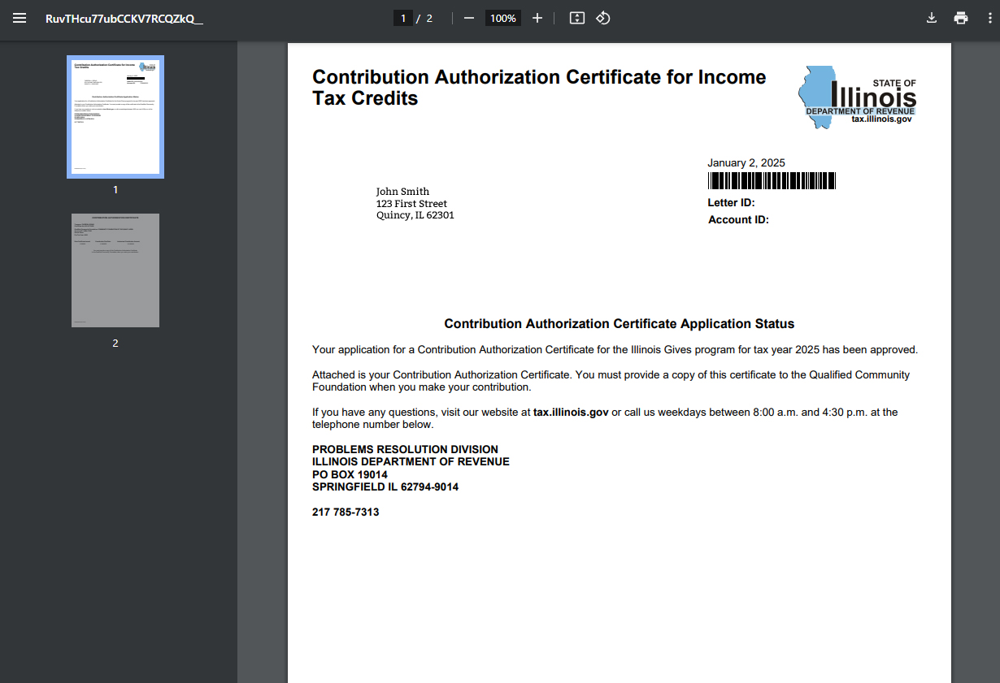 RuvTHcu77ubCCKV7RCQZkQ__
1 / 2
100%
1
2
Contribution Authorization Certificate for Income
Tax Credits
STATE OF
Illinois
DEPARTMENT OF REVENUE
tax.illinois.gov
January 2, 2025
Letter ID:
Account ID:
John Smith
123 First Street
Quincy, IL 62301
Contribution Authorization Certificate Application Status
Your application for a Contribution Authorization Certificate for the Illinois Gives program for tax year 2025 has been approved.
Attached is your Contribution Authorization Certificate. You must provide a copy of this certificate to the Qualified Community
Foundation when you make your contribution.
If you have any questions, visit our website at tax.illinois.gov or call us weekdays between 8:00 a.m. and 4:30 p.m. at the
telephone number below.
PROBLEMS RESOLUTION DIVISION
ILLINOIS DEPARTMENT OF REVENUE
PO BOX 19014
SPRINGFIELD IL 62794-9014
217 785-7313